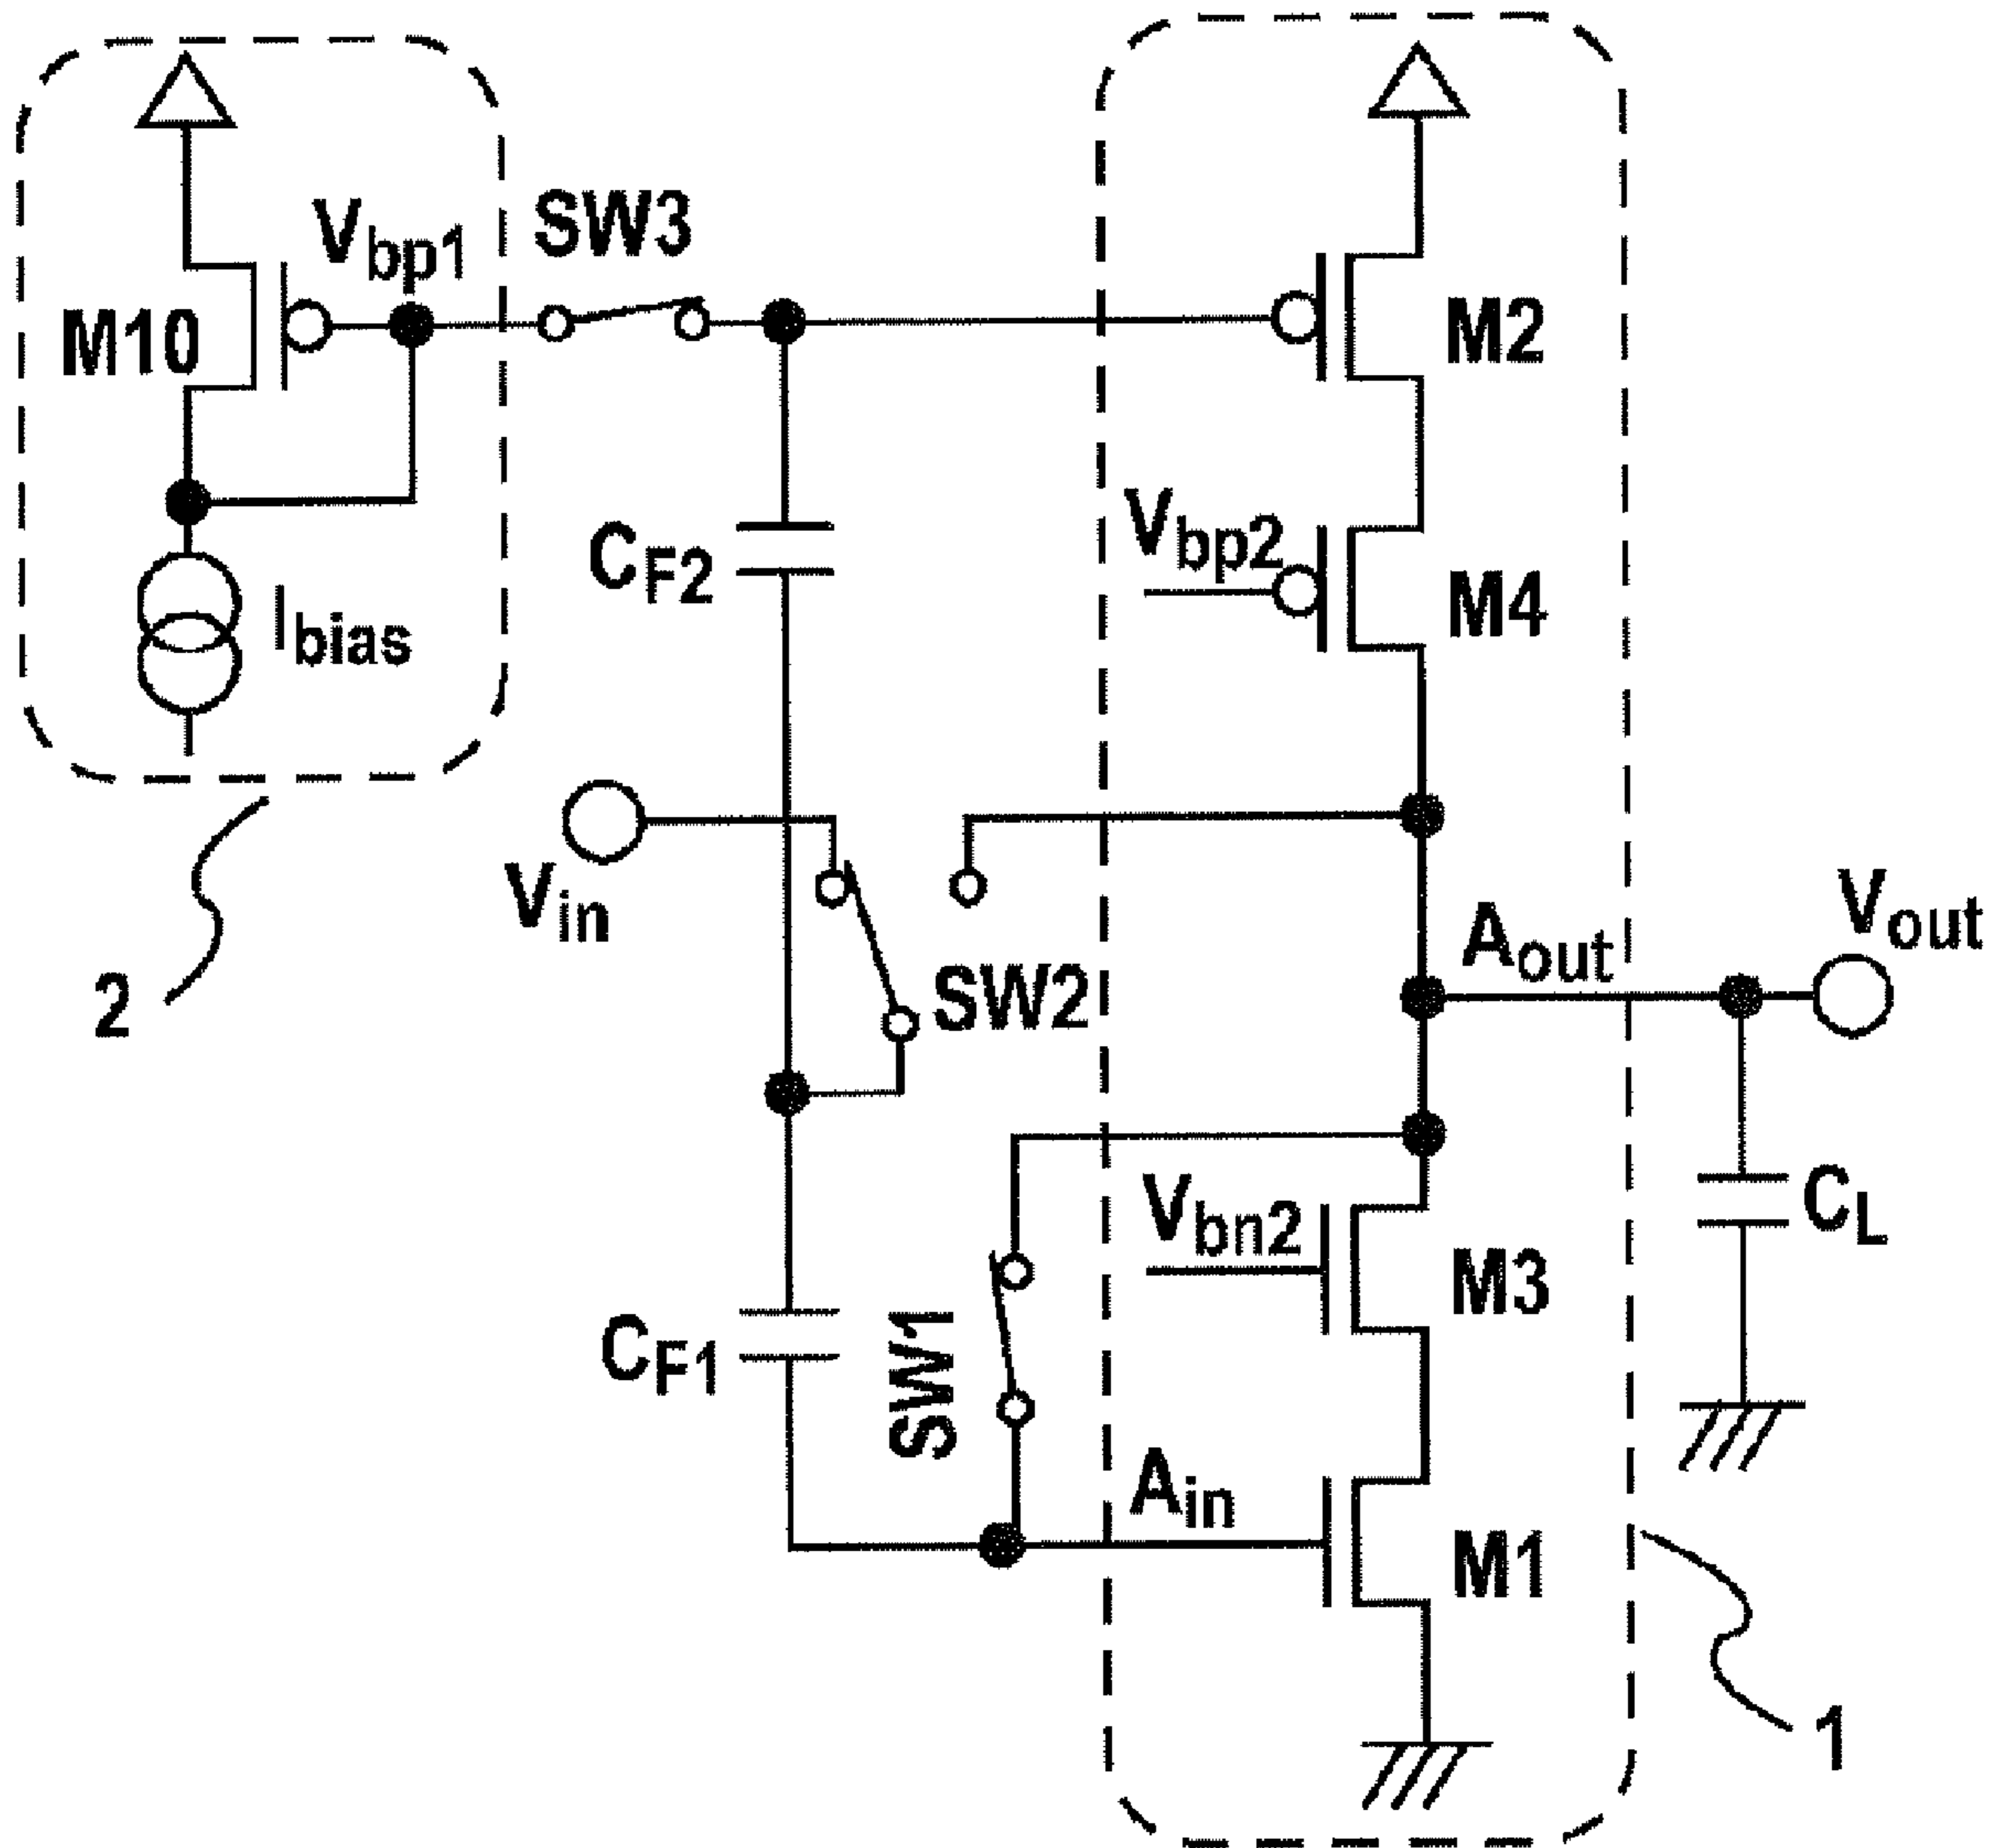 Vbp1
SW3
M10
M2
CF2
Vbp2
M4
Ibias
Vin
Aout
Vout
SW2
2
Vbn2
CL
M3
CF1
SW1
Ain
M1
1